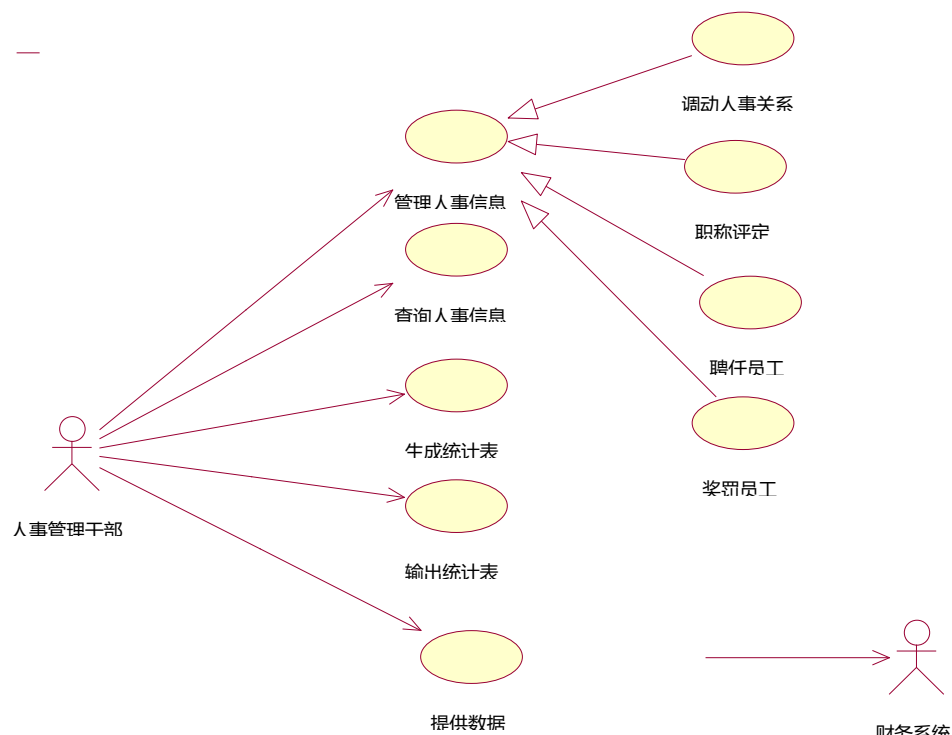 调动人事关系
管理人事信息
职称评定
查询人事信息
聘任员工
生成统计表
奖罚员工
人事管理干部
输出统计表
提供数据
财务系统